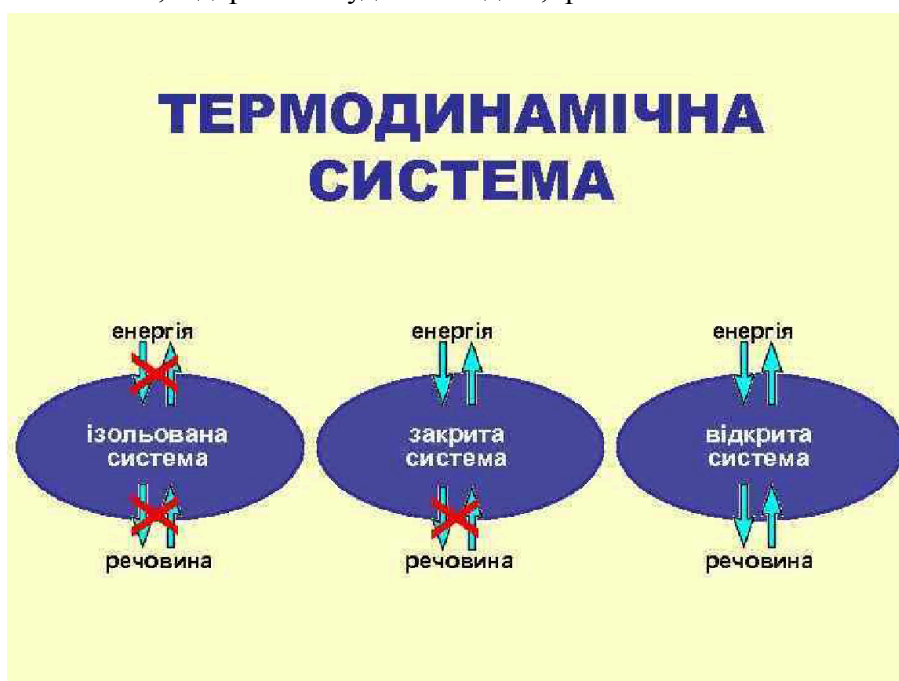 ТЕРМОДИНАМІЧНА
СИСТЕМА
енергія
енергія
енергія
ізольована
система
закрита
система
відкрита
система
речовина
речовина
речовина